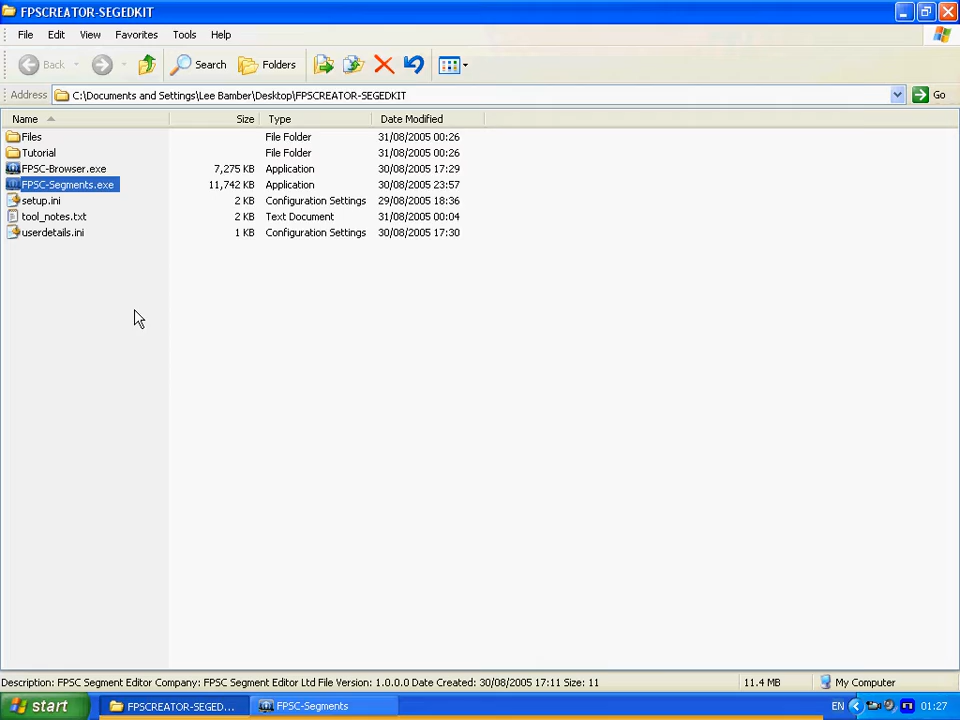 FPSCREATOR-SEGEDKIT
File Edit View Favorites Tools Help
Back Search Folders
Address C:\Documents and Settings\Lee Bamber\Desktop\FPSCREATOR-SEGEDKIT Go
Name Size Type Date Modified
Files File Folder 31/08/2005 00:26
Tutorial File Folder 31/08/2005 00:26
FPSC-Browser.exe 7,275 KB Application 30/08/2005 17:29
FPSC-Segments.exe 11,742 KB Application 30/08/2005 23:57
setup.ini 2 KB Configuration Settings 29/08/2005 18:36
tool_notes.txt 2 KB Text Document 31/08/2005 00:04
userdetails.ini 1 KB Configuration Settings 30/08/2005 17:30
Description: FPSC Segment Editor Company: FPSC Segment Editor Ltd File Version: 1.0.0.0 Date Created: 30/08/2005 17:11 Size: 11 11.4 MB My Computer
start FPSCREATOR-SEGED... FPSC-Segments EN 01:27